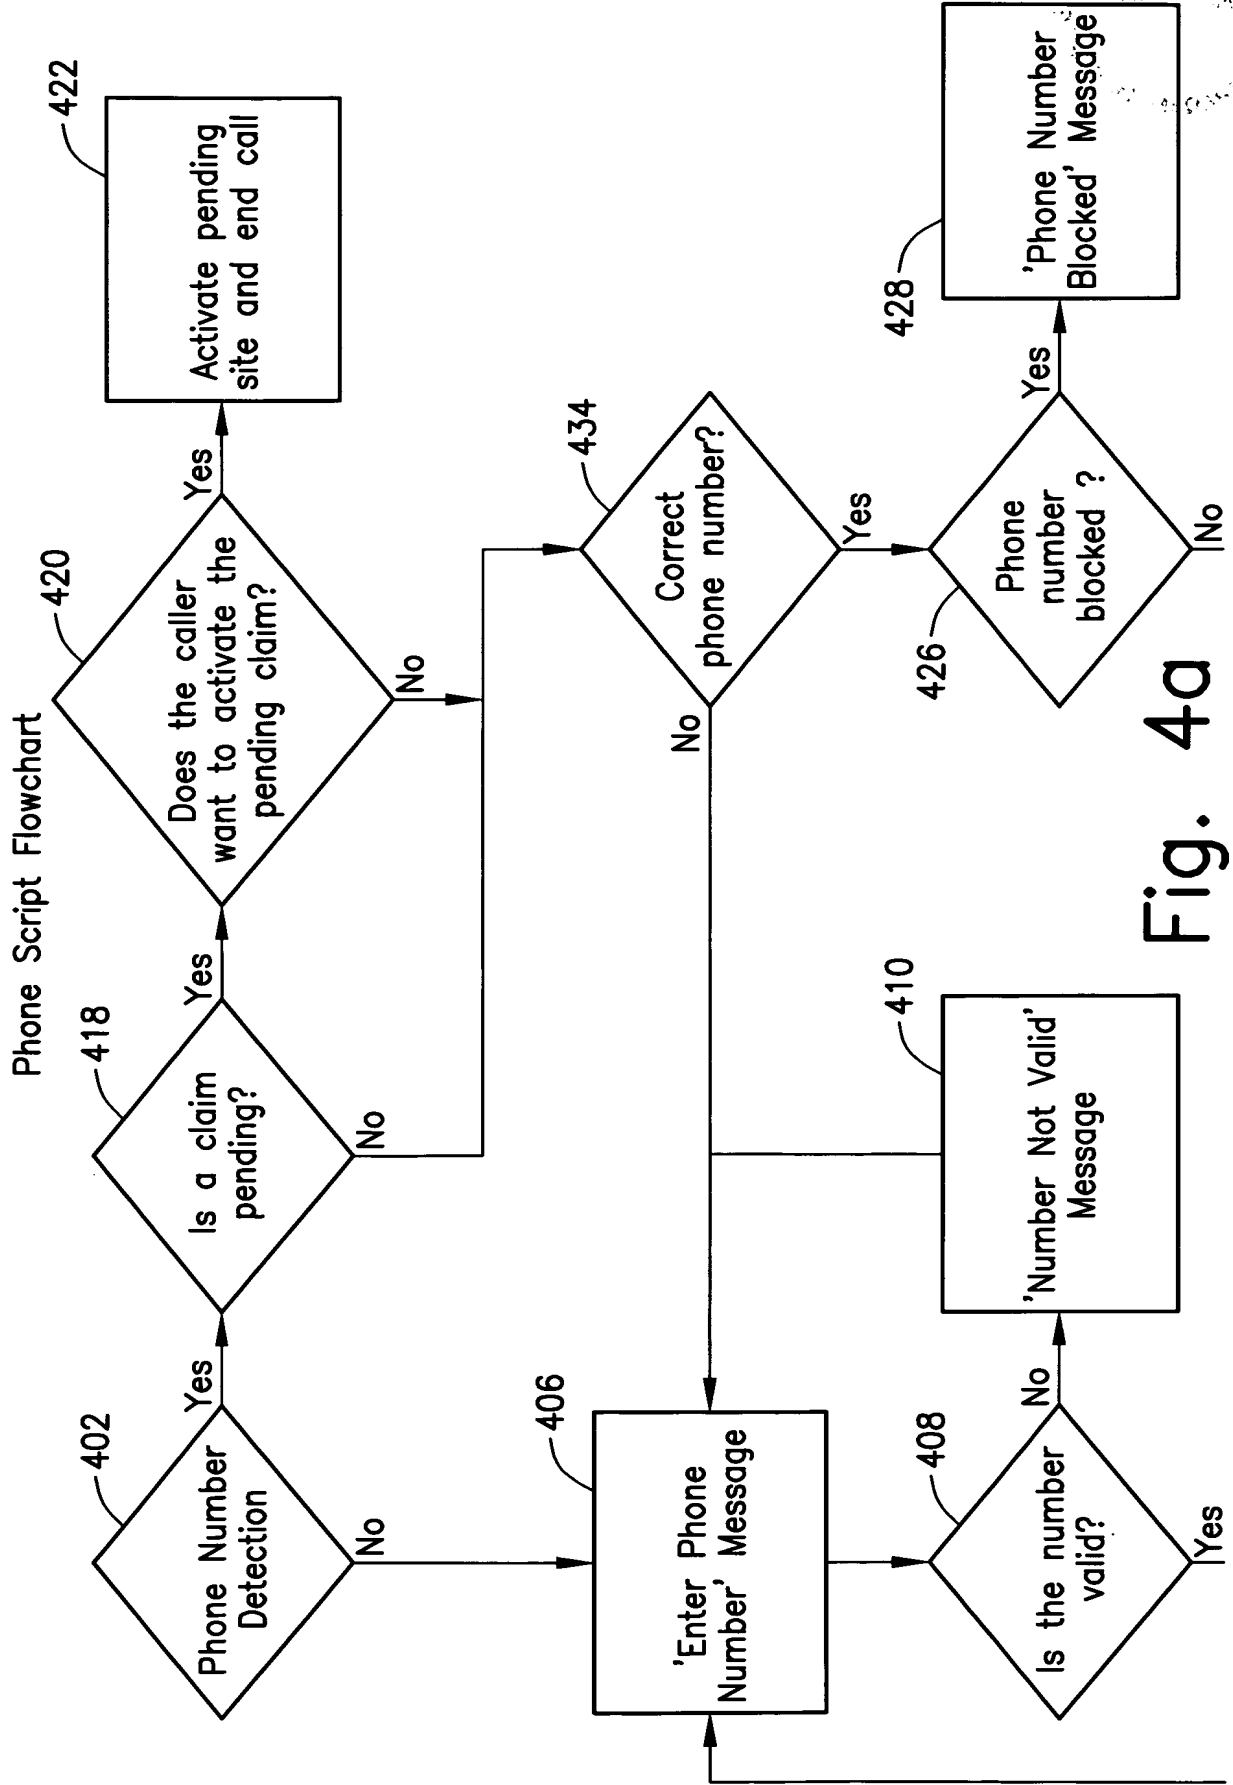 Phone Script Flowchart
402
Phone Number
Detection
Yes
No
418
Is a claim
pending?
Yes
No
420
Does the caller
want to activate the
pending claim?
Yes
No
422
Activate pending
site and end call
406
'Enter Phone
Number' Message
434
Correct
phone number?
No
Yes
408
Is the number
valid?
No
Yes
410
'Number Not Valid'
Message
426
Phone
number
blocked ?
Yes
No
428
'Phone Number
Blocked' Message
Fig. 4a